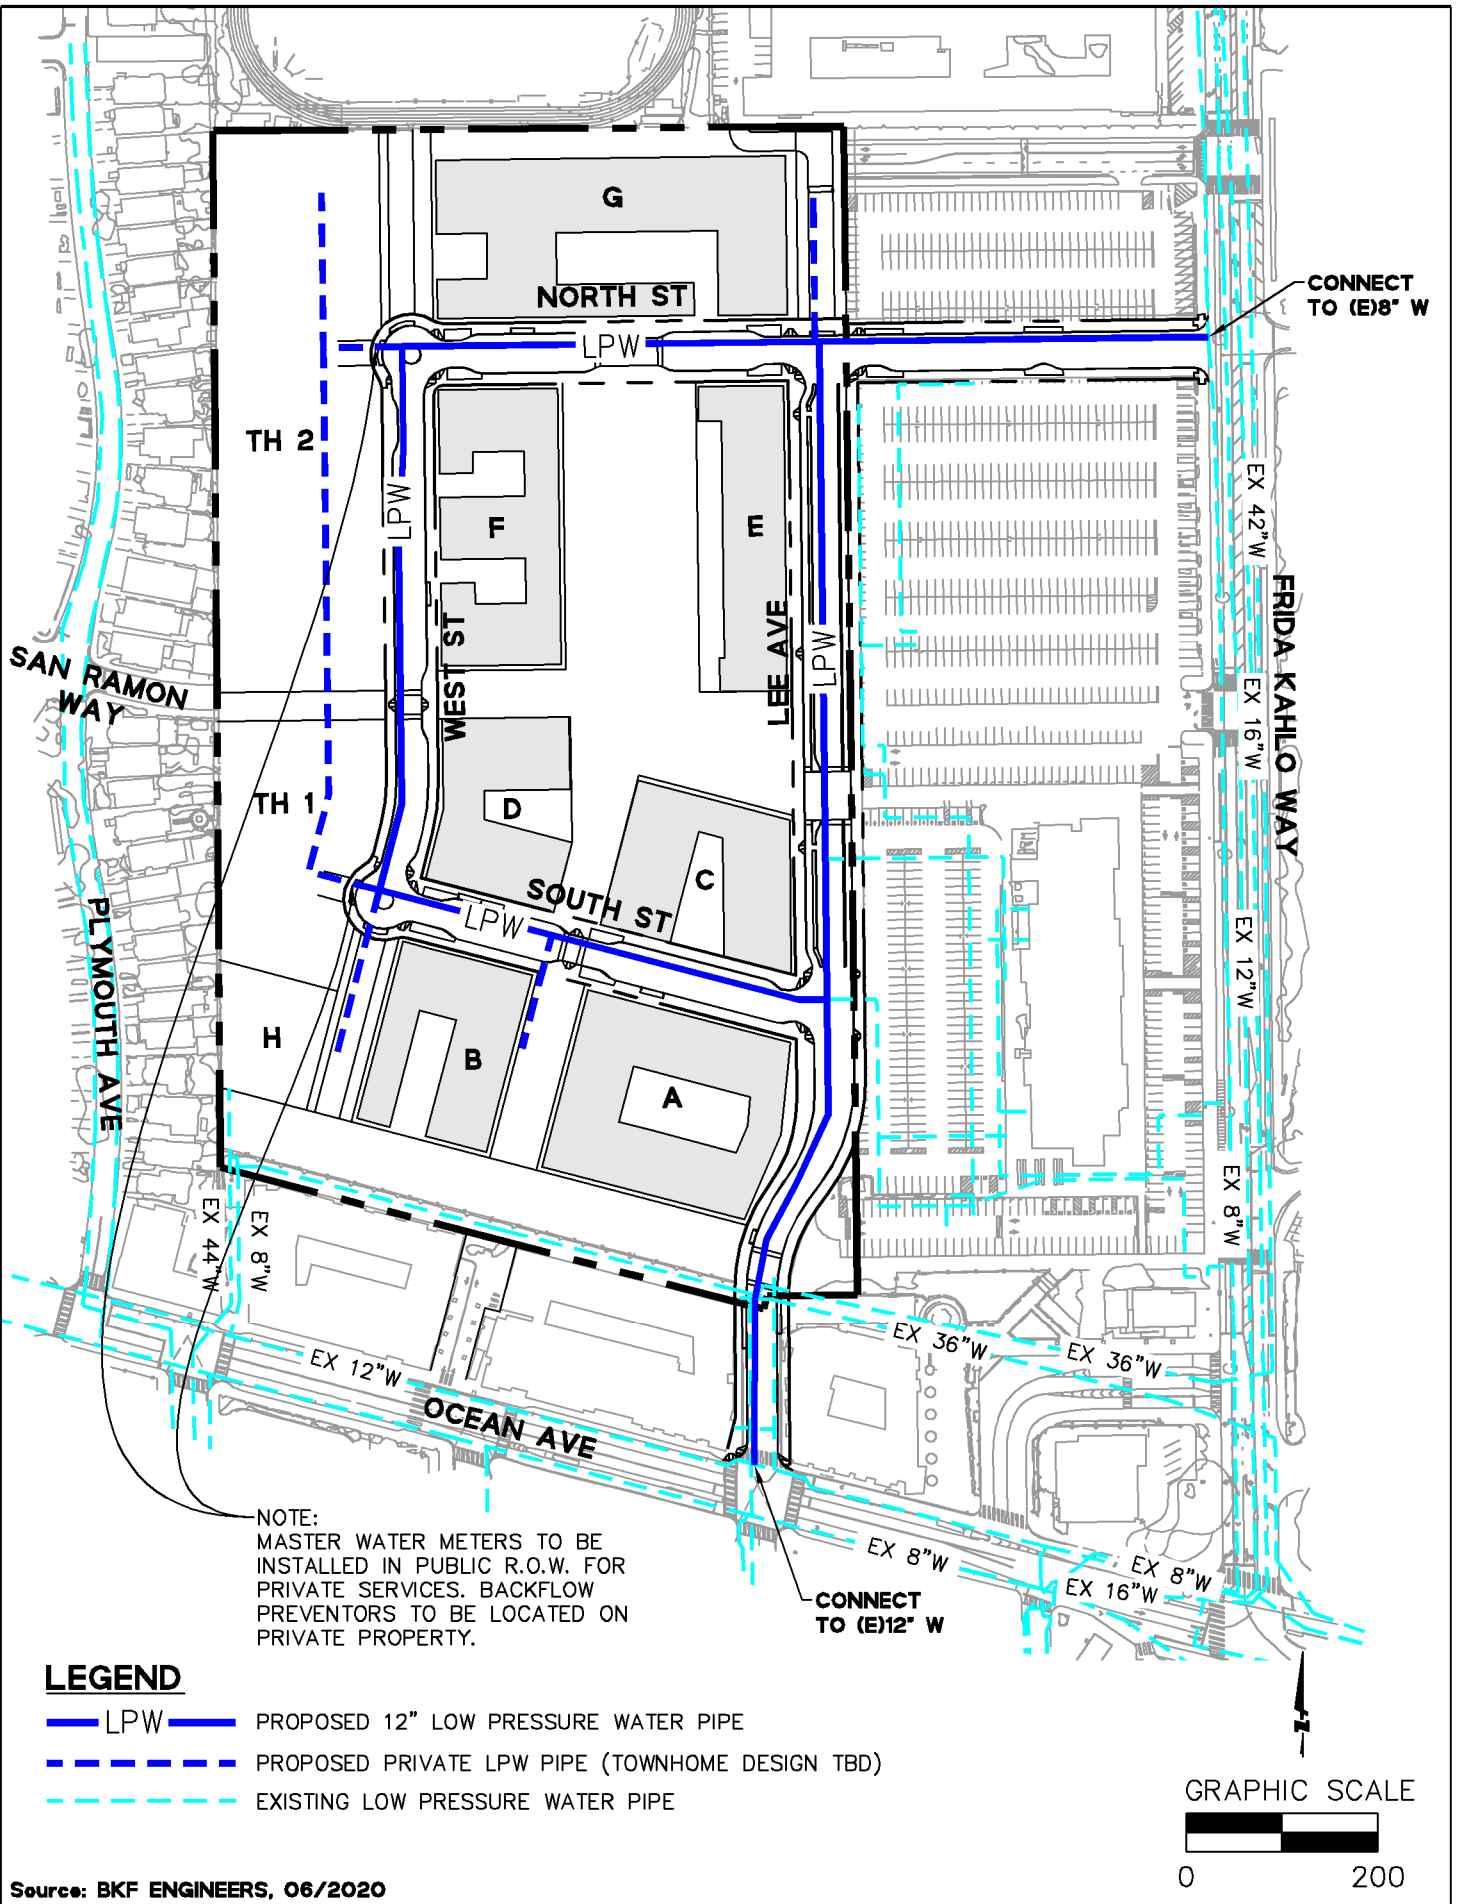 G
NORTH ST
CONNECT
TO (E)8" W
LPW
TH 2
LPW
F
E
EX 42"W
FRIDA KAHLO WAY
LEE AVE
LPW
WEST ST
SAN RAMON
WAY
EX 16"W
TH 1
D
C
SOUTH ST
LPW
PLYMOUTH AVE
EX 12"W
H
B
A
EX 8"W
EX 44"W
EX 8"W
EX 36"W
EX 36"W
EX 12"W
OCEAN AVE
EX 8"W
EX 8"W
EX 16"W
NOTE:
MASTER WATER METERS TO BE
INSTALLED IN PUBLIC R.O.W. FOR
PRIVATE SERVICES. BACKFLOW
PREVENTORS TO BE LOCATED ON
PRIVATE PROPERTY.
CONNECT
TO (E)12" W
LEGEND
LPW PROPOSED 12" LOW PRESSURE WATER PIPE
PROPOSED PRIVATE LPW PIPE (TOWNHOME DESIGN TBD)
EXISTING LOW PRESSURE WATER PIPE
N
GRAPHIC SCALE
0 200
Source: BKF ENGINEERS, 06/2020